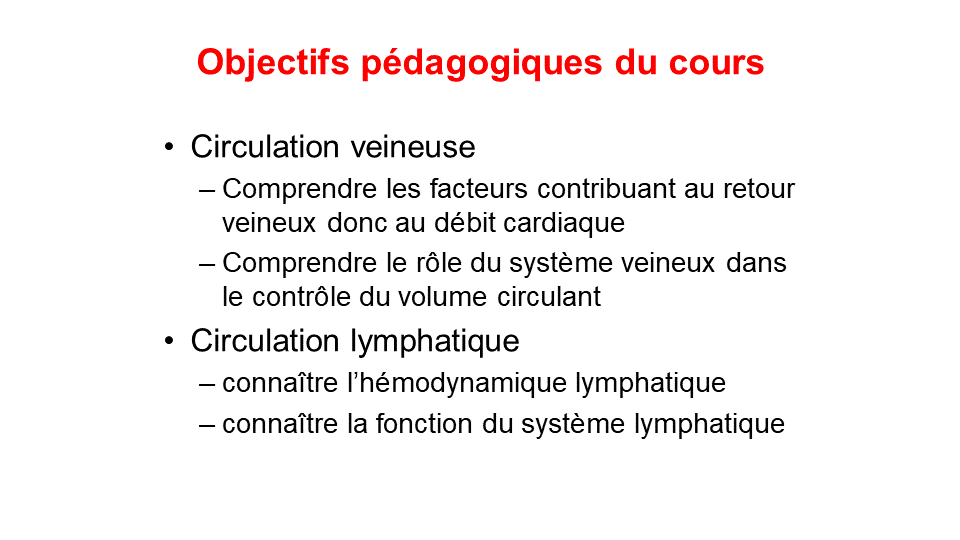 Objectifs pédagogiques du cours
• Circulation veineuse
– Comprendre les facteurs contribuant au retour
veineux donc au débit cardiaque
– Comprendre le rôle du système veineux dans
le contrôle du volume circulant
• Circulation lymphatique
– connaître l’hémodynamique lymphatique
– connaître la fonction du système lymphatique